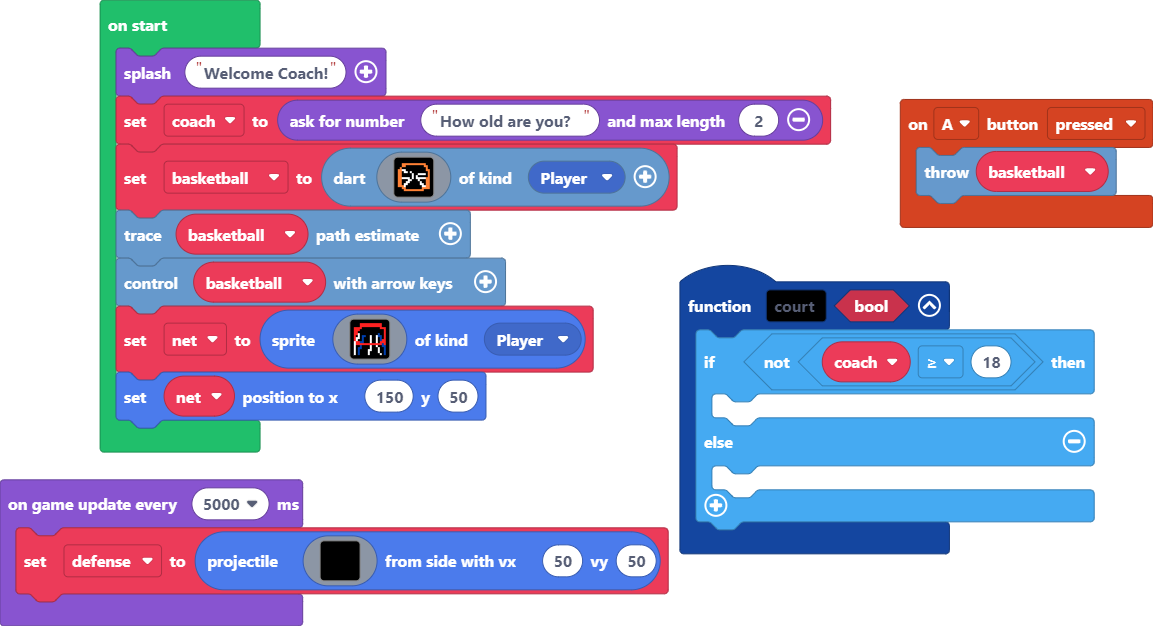 on start
splash "Welcome Coach!"
set coach to ask for number "How old are you? " and max length 2
set basketball to dart of kind Player
trace basketball path estimate
control basketball with arrow keys
set net to sprite of kind Player
set net position to x 150 y 50
on game update every 5000 ms
set defense to projectile from side with vx 50 vy 50
on A button pressed
throw basketball
function court bool
if not coach ≥ 18 then
else